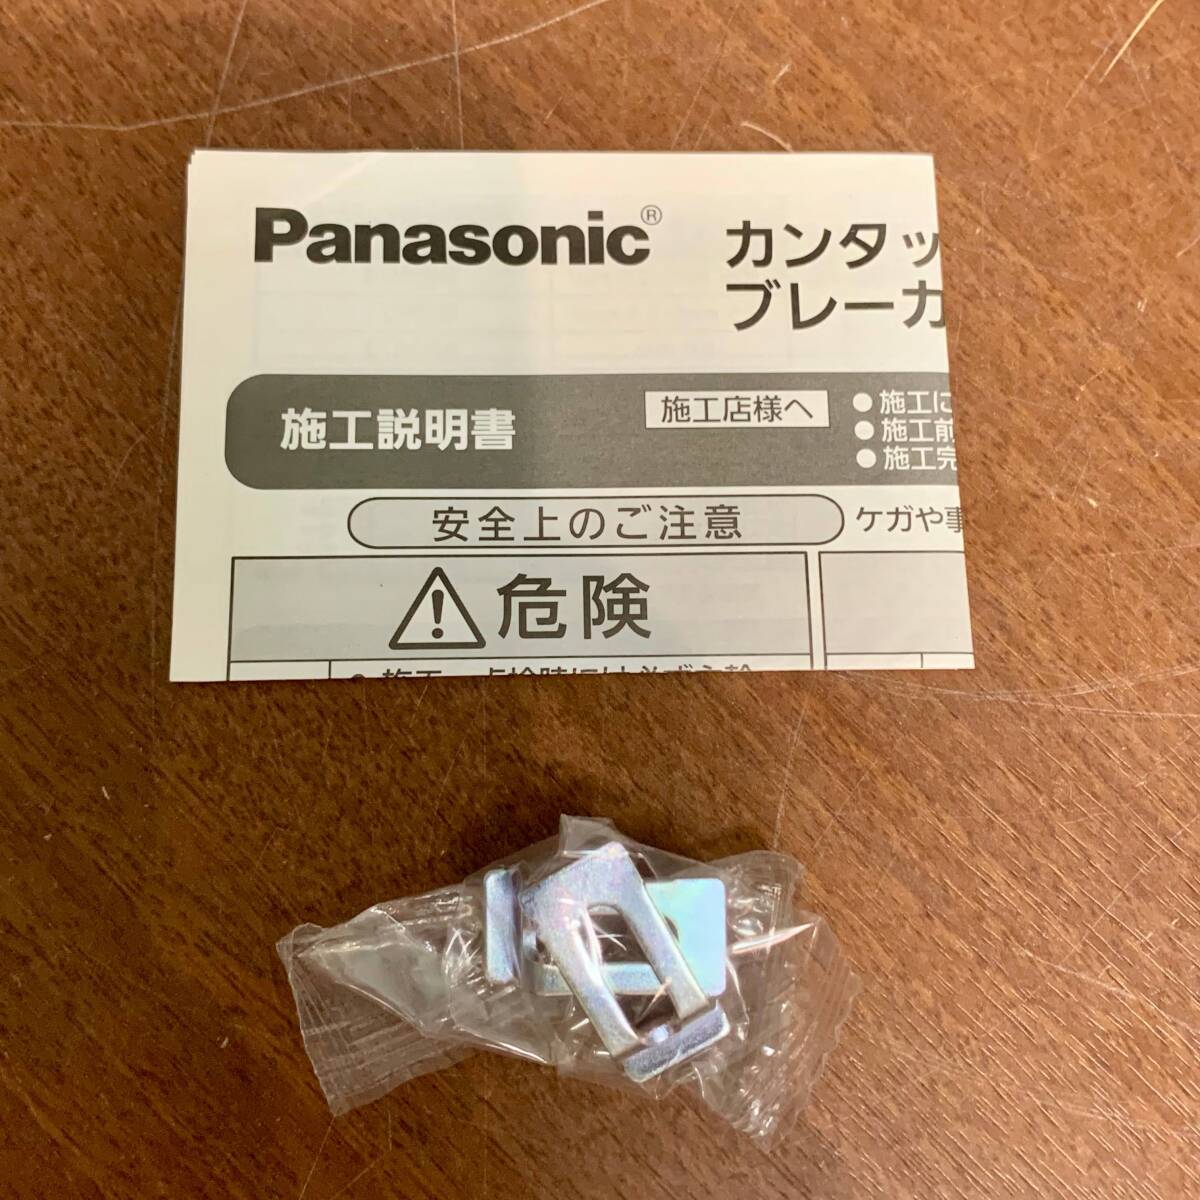 Panasonic®
カンタッ
ブレーカ
施工説明書
施工店様へ
●施工に
●施工前
●施工完
安全上のご注意
ケガや事
危険